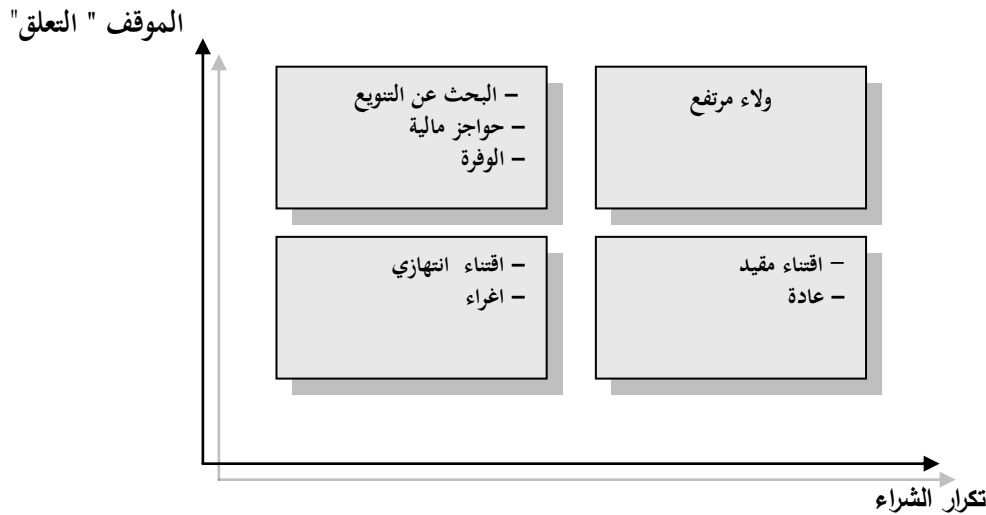 الموقف " التعلق"
ولاء مرتفع
– البحث عن التنويع
– حواجز مالية
– الوفرة
– اقتناء مقيد
– عادة
– اقتناء انتهازي
– اغراء
تكرار الشراء